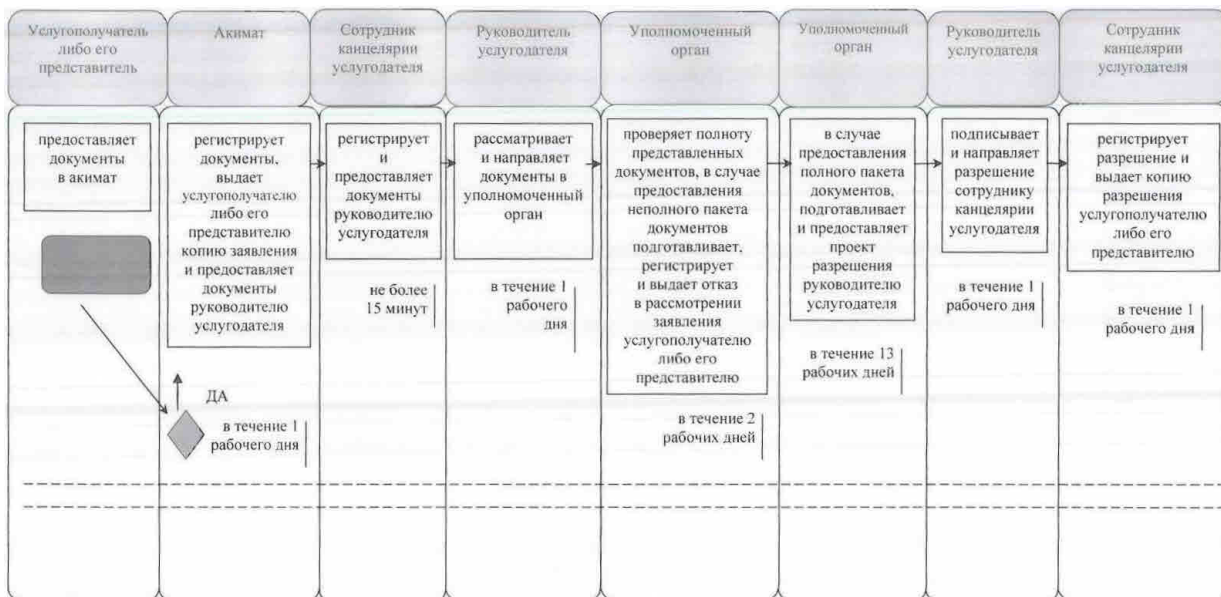 Услугополучатель
либо его
представитель
Акимат
Сотрудник
канцелярии
услугодателя
Руководитель
услугодателя
Уполномоченный
орган
Уполномоченный
орган
Руководитель
услугодателя
Сотрудник
канцелярии
услугодателя
предоставляет
документы
в акимат
регистрирует
документы,
выдает
услугополучателю
либо его
представителю
копию заявления
и предоставляет
документы
руководителю
услугодателя
ДА
в течение 1
рабочего дня
регистрирует
и
предоставляет
документы
руководителю
услугодателя
не более
15 минут
рассматривает
и направляет
документы в
уполномоченный
орган
в течение 1
рабочего
дня
проверяет полноту
представленных
документов, в случае
предоставления
неполного пакета
документов
подготавливает,
регистрирует
и выдает отказ
в рассмотрении
заявления
услугополучателю
либо его
представителю
в течение 2
рабочих дней
в случае
предоставления
полного пакета
документов,
подготавливает
и предоставляет
проект
разрешения
руководителю
услугодателя
в течение 13
рабочих дней
подписывает
и направляет
разрешение
сотруднику
канцелярии
услугодателя
в течение 1
рабочего дня
регистрирует
разрешение и
выдает копию
разрешения
услугополучателю
либо его
представителю
в течение 1
рабочего дня